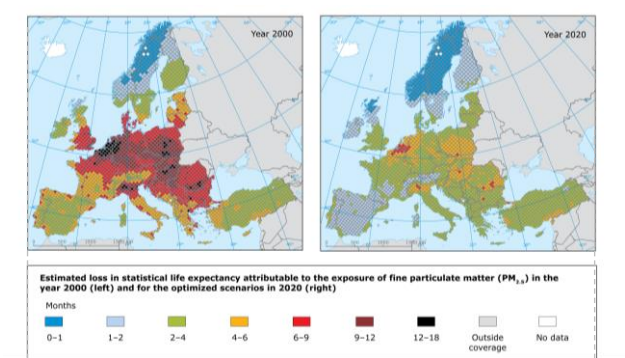 Year 2000
Year 2020
Estimated loss in statistical life expectancy attributable to the exposure of fine particulate matter (PM₂.₅) in the
year 2000 (left) and for the optimized scenarios in 2020 (right)
Months
0–1
1–2
2–4
4–6
6–9
9–12
12–18
Outside
coverage
No data